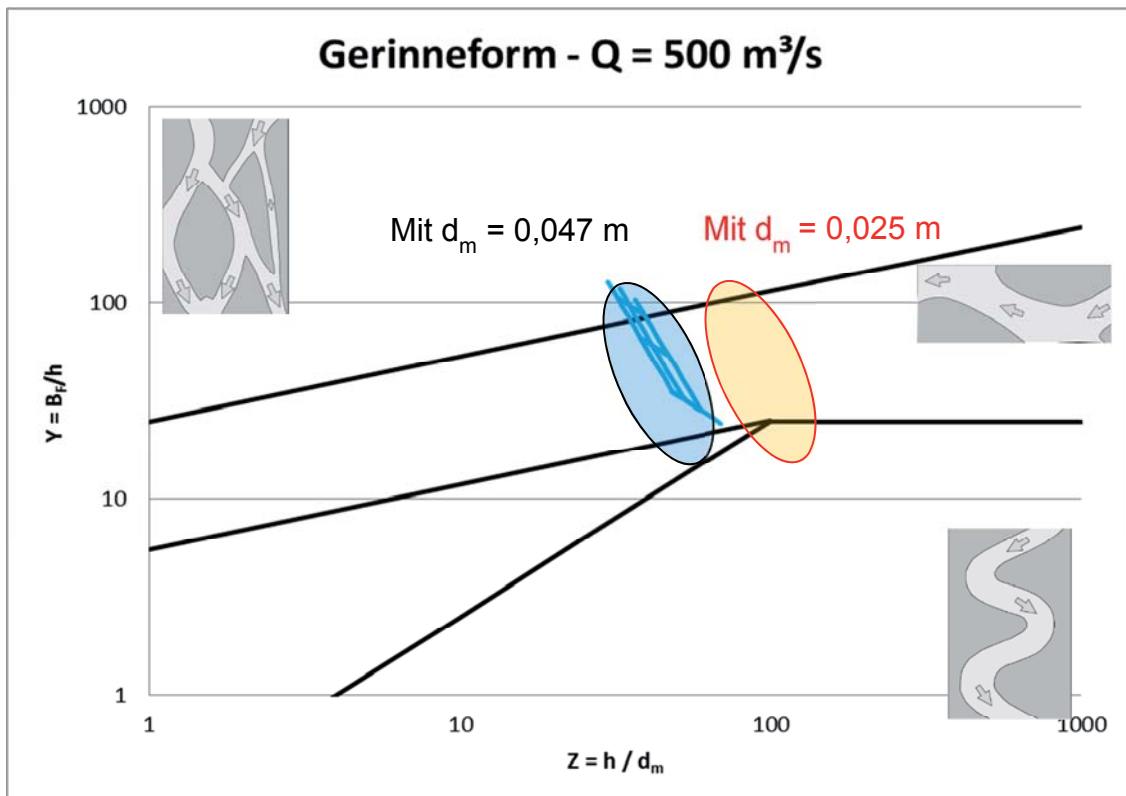 Gerinneform - Q = 500 m³/s
1000
Mit dₘ = 0,047 m
Mit dₘ = 0,025 m
100
Y = B_F/h
10
1
1
10
100
1000
Z = h / dₘ